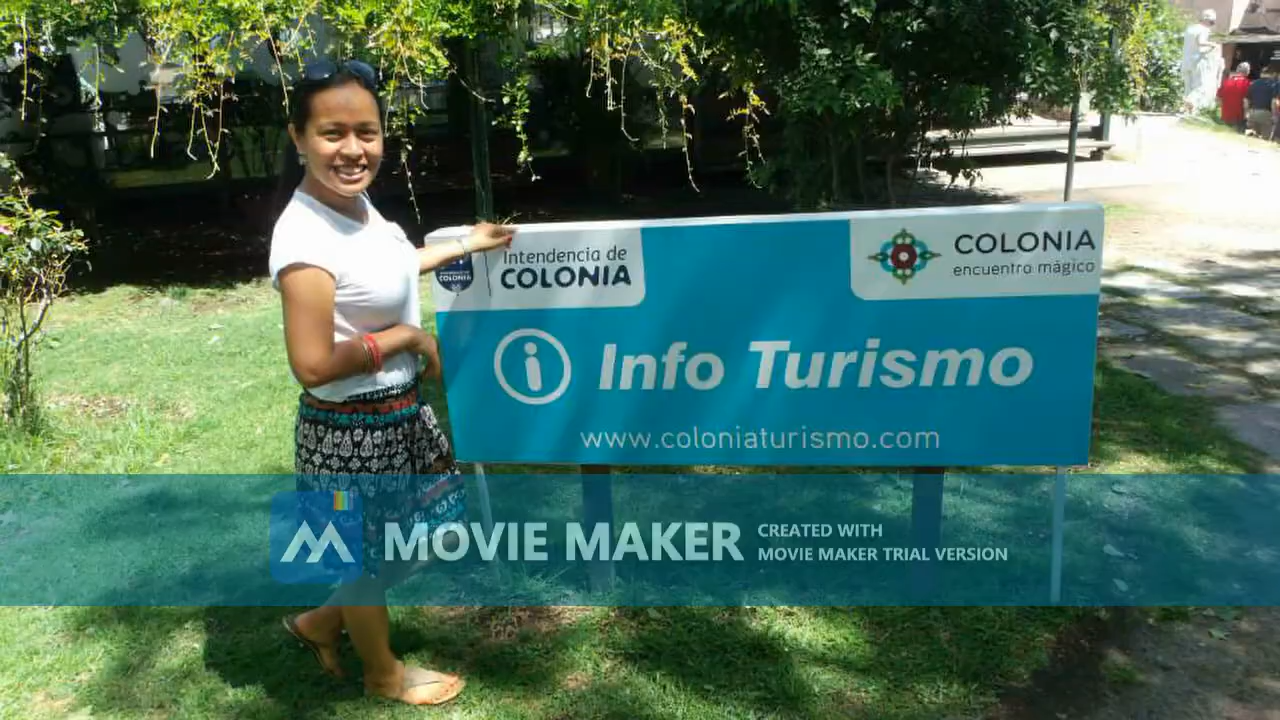 Intendencia de
COLONIA
COLONIA
COLONIA
encuentro mágico
i Info Turismo
www.coloniaturismo.com
MOVIE MAKER
CREATED WITH
MOVIE MAKER TRIAL VERSION